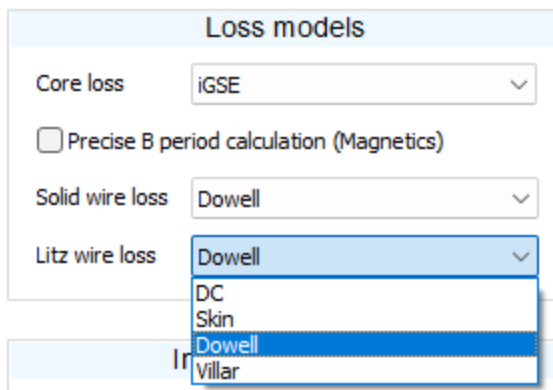 Loss models
Core loss iGSE
Precise B period calculation (Magnetics)
Solid wire loss Dowell
Litz wire loss Dowell
DC
Skin
Dowell
Villar